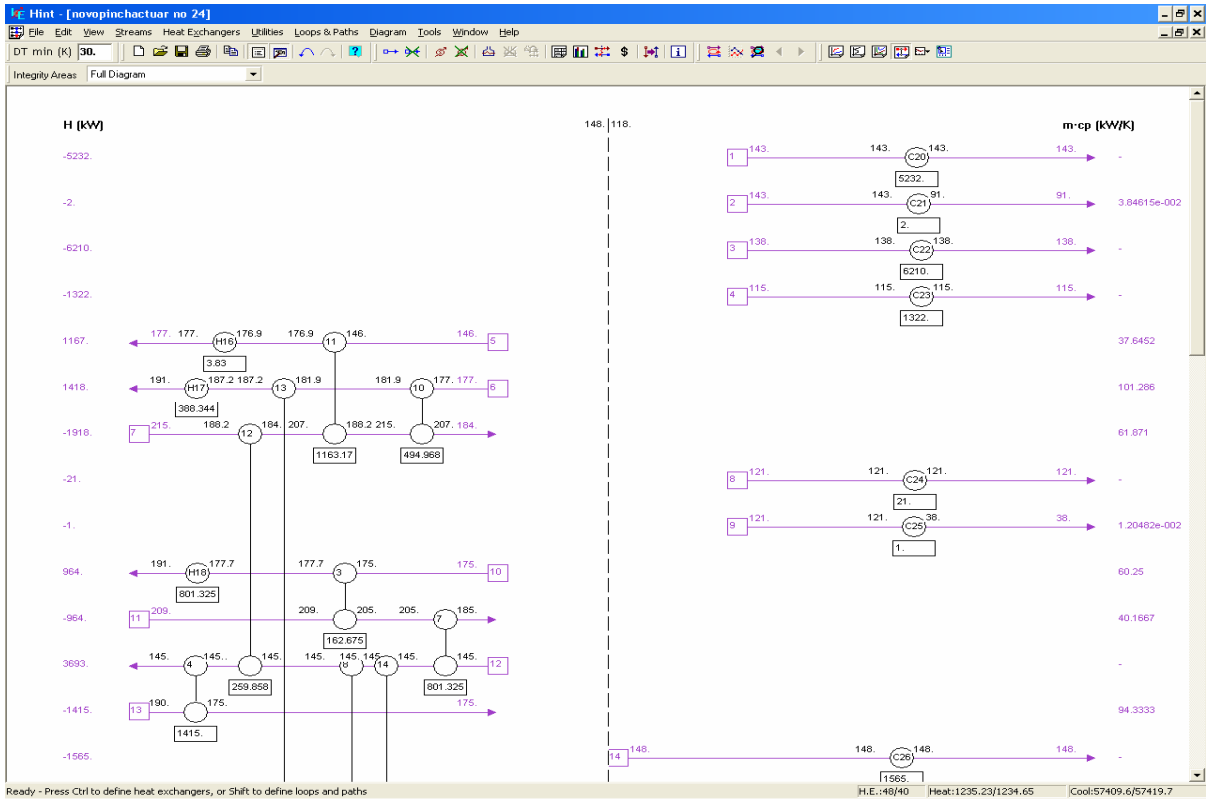 Hint - [novopinchactuar no 24]
File Edit View Streams Heat Exchangers Utilities Loops & Paths Diagram Tools Window Help
DT min (K) 30.
Integrity Areas Full Diagram
H (kW) 148. 118. m·cp (kW/K)
-5232. 1 143. 143. C20 143. 143. -
5232.
-2. 2 143. 143. C21 91. 91. 3.84615e-002
2.
-6210. 3 138. 138. C22 138. 138. -
6210.
-1322. 4 115. 115. C23 115. 115. -
1322.
1167. 177. 177. H16 176.9 176.9 11 146. 146. 5 37.6452
3.83
1418. 191. H17 187.2 187.2 13 181.9 181.9 10 177. 177. 6 101.286
388.344
-1918. 7 215. 188.2 12 184. 207. 188.2 215. 207. 184. 61.871
1163.17 494.968
-21. 8 121. 121. C24 121. 121. -
21.
-1. 9 121. 121. C25 38. 38. 1.20482e-002
1.
964. 191. H18 177.7 177.7 3 175. 175. 10 60.25
801.325
-964. 11 209. 209. 205. 205. 7 185. 40.1667
162.675
3693. 145. 145. 4 145. 145. 145. 8 145. 145. 14 145. 145. 12 -
259.858 801.325
-1415. 13 190. 175. 175. 94.3333
1415.
-1565. 14 148. 148. C26 148. 148. -
1565.
Ready - Press Ctrl to define heat exchangers, or Shift to define loops and paths H.E.:48/40 Heat:1235.23/1234.65 Cool:57409.6/57419.7